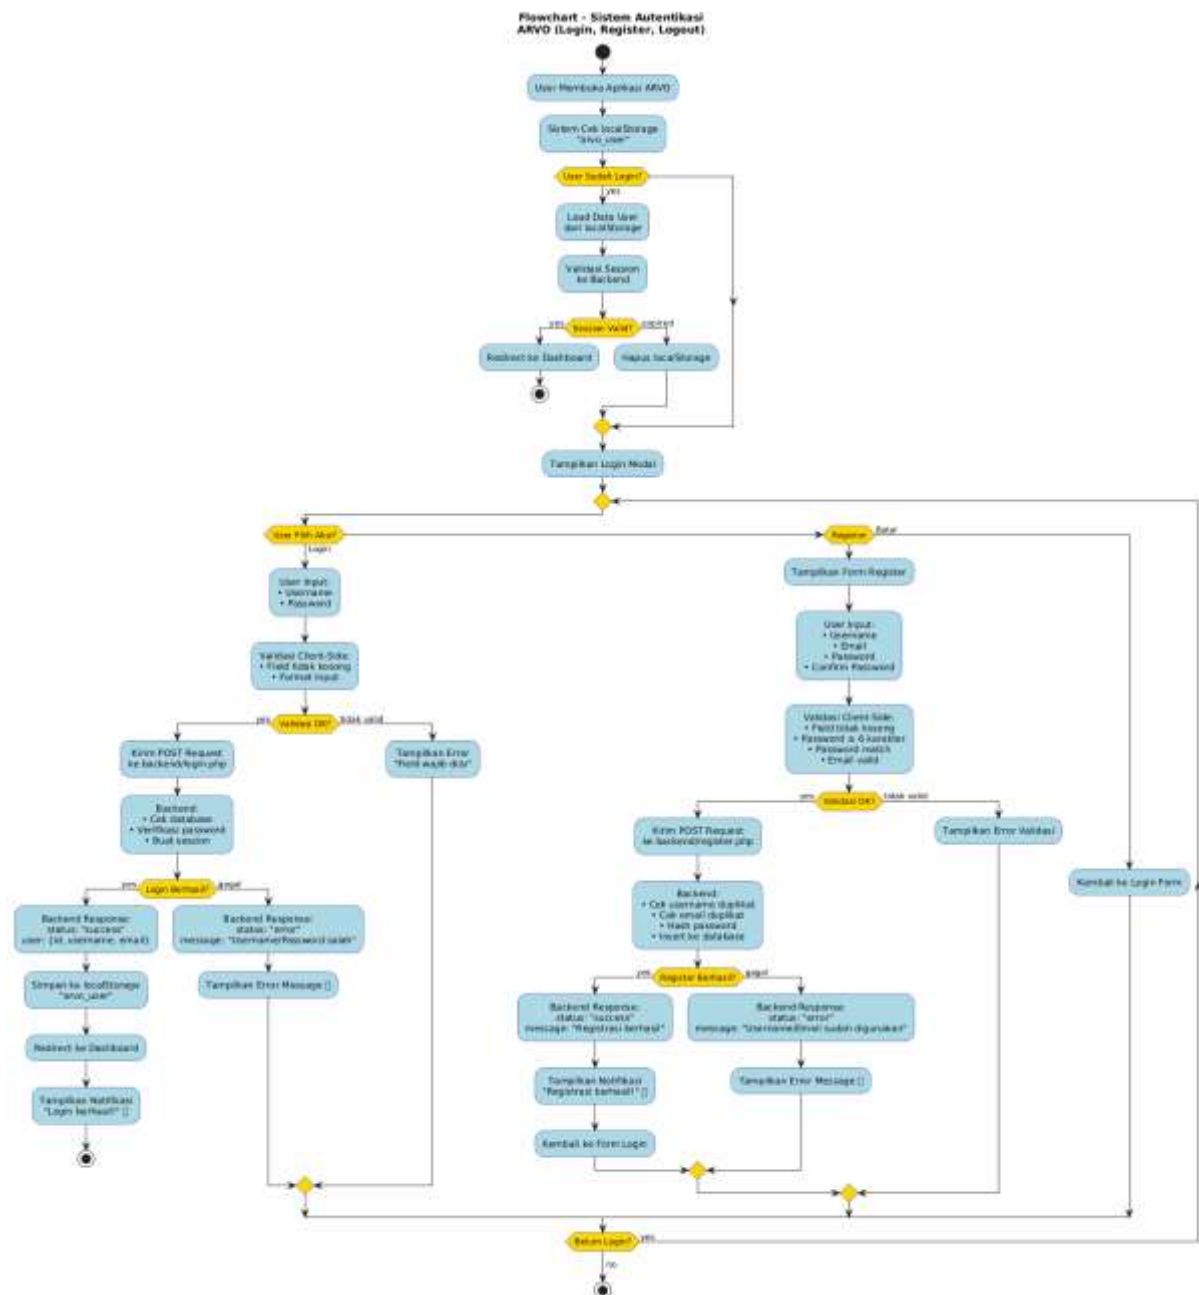 Flowchart - Sistem Autentikasi
ARVO (Login, Register, Logout)
User Membuka Aplikasi ARVO
Sistem Cek localStorage
"arvo_user"
User Sudah Login?
yes
Load Data User
dari localStorage
Validasi Session
ke Backend
yes
Session Valid?
expired
Redirect ke Dashboard
Hapus localStorage
Tampilkan Login Modal
User Pilih Aksi?
Login
Register
Batal
User Input:
• Username
• Password
Validasi Client-Side:
• Field tidak kosong
• Format input
yes
Validasi OK?
tidak valid
Kirim POST Request
ke backend/login.php
Tampilkan Error
"Field wajib diisi"
Backend:
• Cek database
• Verifikasi password
• Buat session
yes
Login Berhasil?
gagal
Backend Response:
status: "success"
user: {id, username, email}
Backend Response:
status: "error"
message: "Username/Password salah"
Simpan ke localStorage
"arvo_user"
Tampilkan Error Message
Redirect ke Dashboard
Tampilkan Notifikasi
"Login berhasil!"
Tampilkan Form Register
User Input:
• Username
• Email
• Password
• Confirm Password
Validasi Client-Side:
• Field tidak kosong
• Password ≥ 6 karakter
• Password match
• Email valid
yes
Validasi OK?
tidak valid
Kirim POST Request
ke backend/register.php
Tampilkan Error Validasi
Kembali ke Login Form
Backend:
• Cek username duplikat
• Cek email duplikat
• Hash password
• Insert ke database
yes
Register Berhasil?
gagal
Backend Response:
status: "success"
message: "Registrasi berhasil"
Backend Response:
status: "error"
message: "Username/Email sudah digunakan"
Tampilkan Notifikasi
"Registrasi berhasil!"
Tampilkan Error Message
Kembali ke Form Login
Belum Login?
yes
no